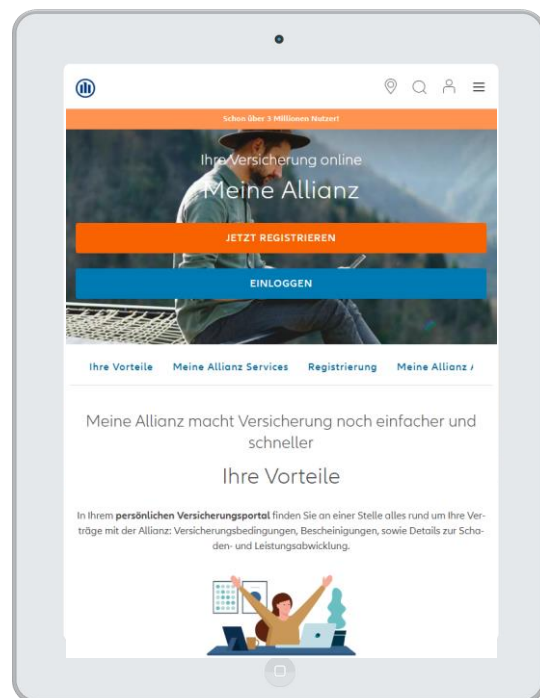 Schon über 3 Millionen Nutzer!
Ihre Versicherung online
Meine Allianz
JETZT REGISTRIEREN
EINLOGGEN
Ihre Vorteile Meine Allianz Services Registrierung Meine Allianz
Meine Allianz macht Versicherung noch einfacher und
schneller
Ihre Vorteile
In Ihrem persönlichen Versicherungsportal finden Sie an einer Stelle alles rund um Ihre Ver-
träge mit der Allianz: Versicherungsbedingungen, Bescheinigungen, sowie Details zur Scha-
den- und Leistungsabwicklung.